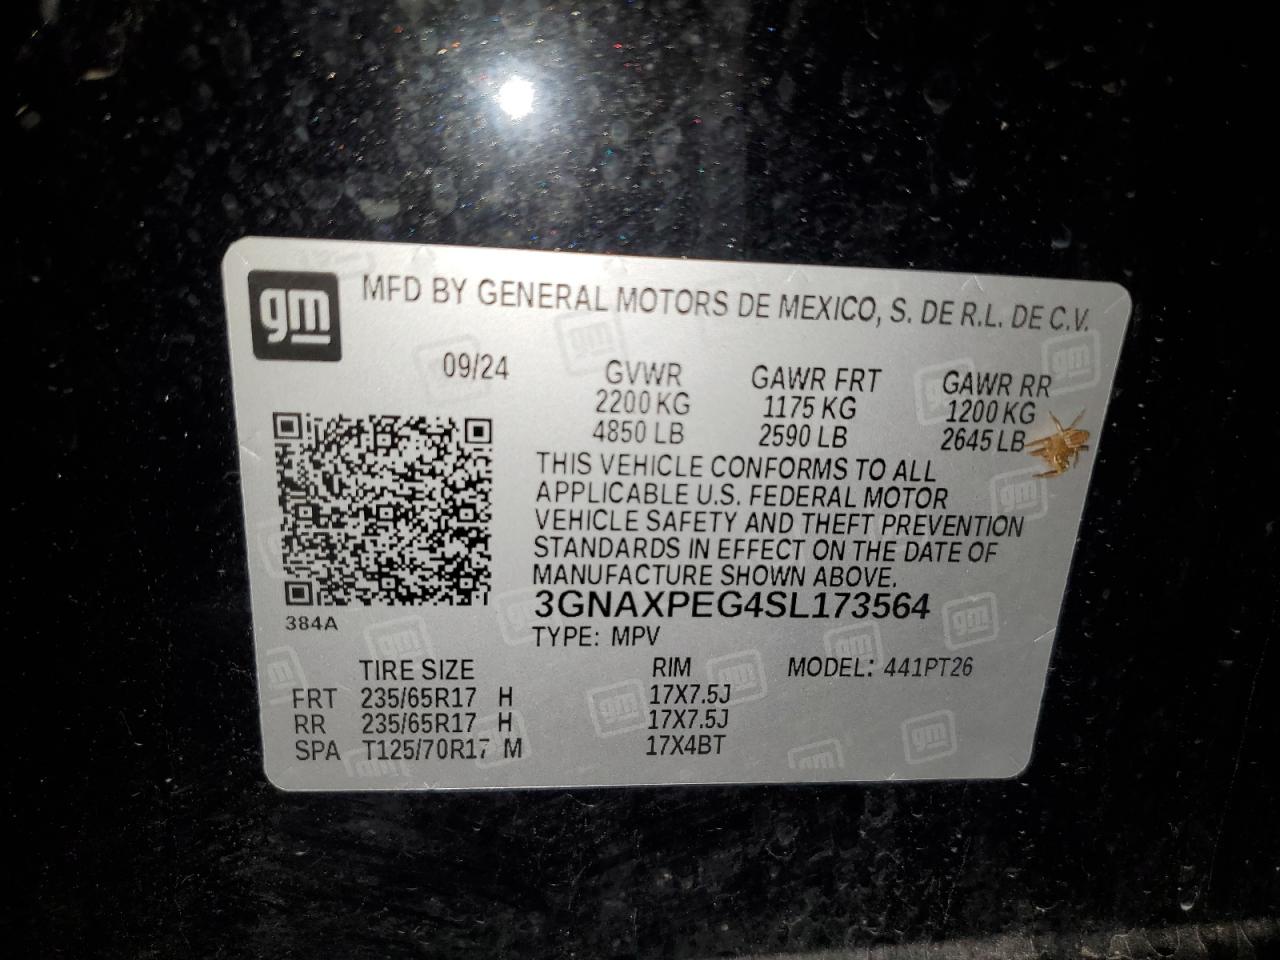 gm MFD BY GENERAL MOTORS DE MEXICO, S. DE R.L. DE C.V.
09/24 GVWR GAWR FRT GAWR RR
2200 KG 1175 KG 1200 KG
4850 LB 2590 LB 2645 LB
THIS VEHICLE CONFORMS TO ALL
APPLICABLE U.S. FEDERAL MOTOR
VEHICLE SAFETY AND THEFT PREVENTION
STANDARDS IN EFFECT ON THE DATE OF
MANUFACTURE SHOWN ABOVE.
3GNAXPEG4SL173564
384A
TYPE: MPV
TIRE SIZE RIM MODEL: 441PT26
FRT 235/65R17 H 17X7.5J
RR 235/65R17 H 17X7.5J
SPA T125/70R17 M 17X4BT